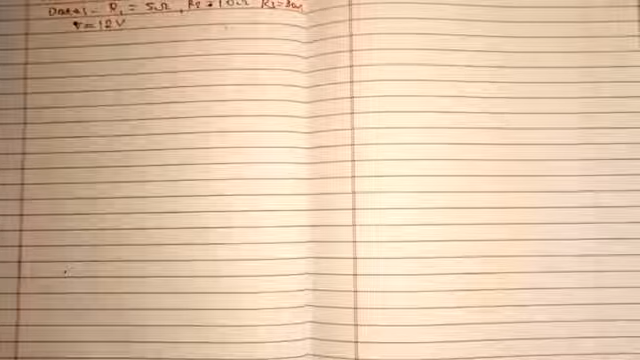 Data:- R₁ = 5Ω, R₂ = 10Ω R₃=30Ω
V=12V